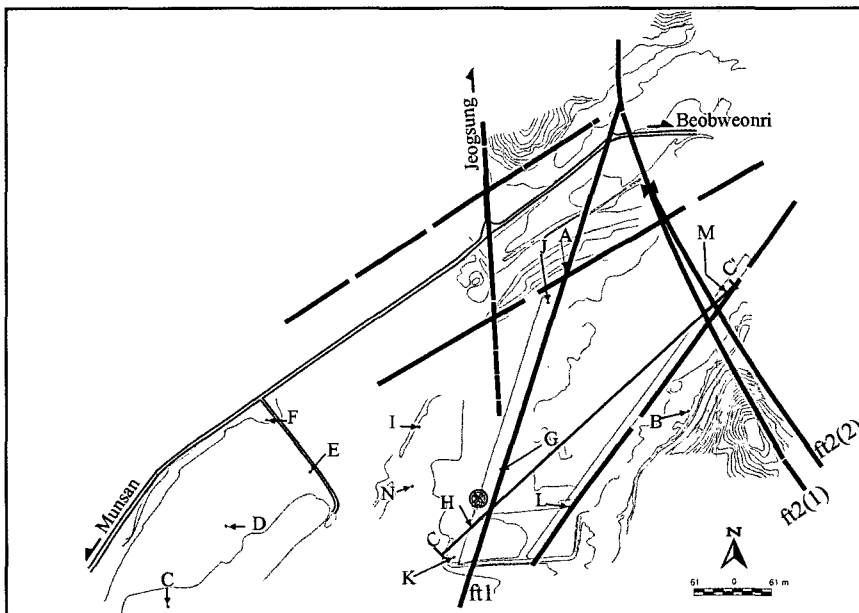 Jeogsung
Beobweonri
J
A
M
C'
F
I
B
E
G
ft2(2)
N
L
ft2(1)
Munsan
D
H
C
C
K
ft1
N
61 0 61 m